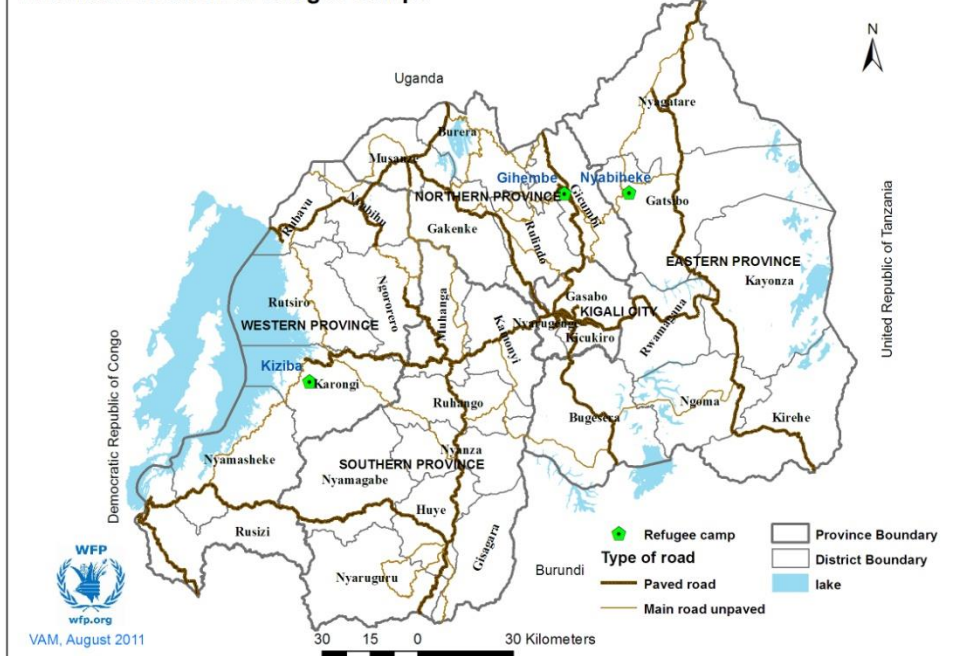 N
Uganda
Nyagatare
Burera
Musanze
Gihembe
Nyabiheke
NORTHERN PROVINCE
Gicumbi
Gatsibo
Rubavu
Nyabihu
Gakenke
Rulindo
EASTERN PROVINCE
Kayonza
United Republic of Tanzania
Rutsiro
Ngororero
Muhanga
Gasabo
KIGALI CITY
Rwamagana
WESTERN PROVINCE
Kamonyi
Nyarugenge
Kicukiro
Democratic Republic of Congo
Kiziba
Karongi
Ruhango
Bugesera
Ngoma
Kirehe
Nyamasheke
Nyanza
SOUTHERN PROVINCE
Nyamagabe
Huye
Rusizi
Gisagara
Nyaruguru
Burundi
Refugee camp
Type of road
Paved road
Main road unpaved
Province Boundary
District Boundary
lake
WFP
wfp.org
VAM, August 2011
30 15 0 30 Kilometers